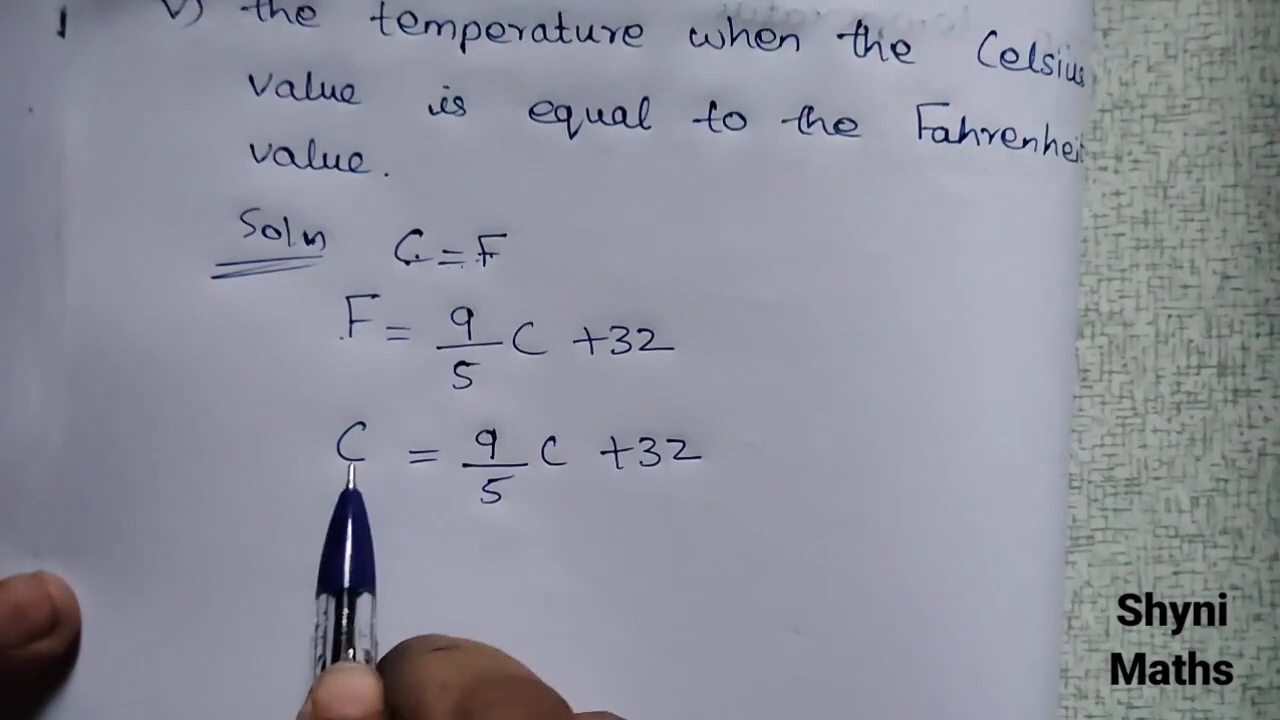 v) the temperature when the Celsius
value is equal to the Fahrenheit
value.
Soln C = F
F = 9/5 C + 32
C = 9/5 C + 32
Shyni
Maths